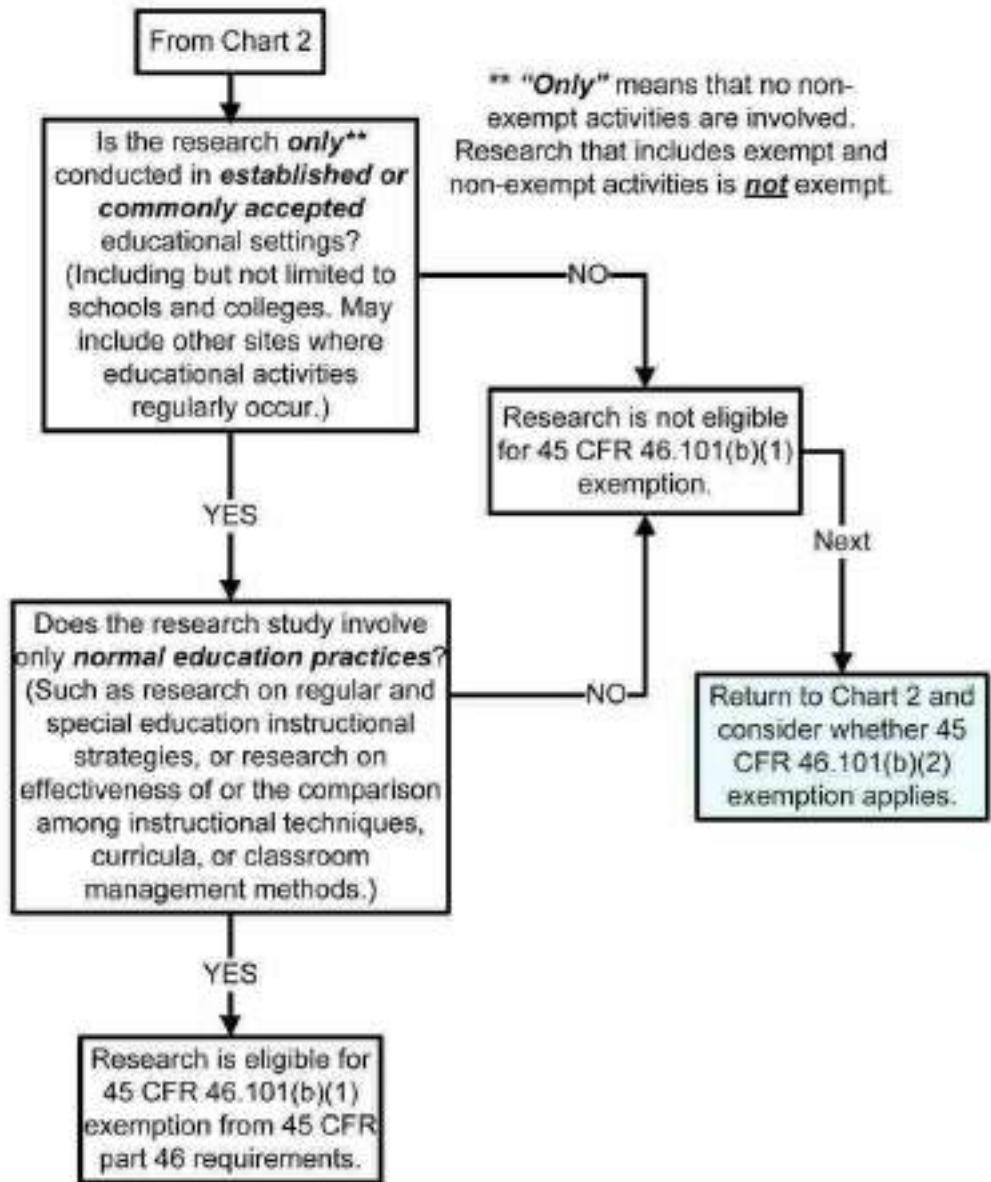 From Chart 2
** "Only" means that no non-
exempt activities are involved.
Research that includes exempt and
non-exempt activities is not exempt.
Is the research only**
conducted in established or
commonly accepted
educational settings?
(Including but not limited to
schools and colleges. May
include other sites where
educational activities
regularly occur.)
NO
Research is not eligible
for 45 CFR 46.101(b)(1)
exemption.
YES
Next
Does the research study involve
only normal education practices?
(Such as research on regular and
special education instructional
strategies, or research on
effectiveness of or the comparison
among instructional techniques,
curricula, or classroom
management methods.)
NO
Return to Chart 2 and
consider whether 45
CFR 46.101(b)(2)
exemption applies.
YES
Research is eligible for
45 CFR 46.101(b)(1)
exemption from 45 CFR
part 46 requirements.